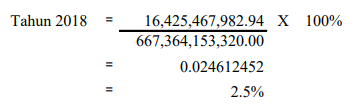 Tahun 2018 = 16,425,467,982.94 X 100%
667,364,153,320.00
= 0.024612452
= 2.5%